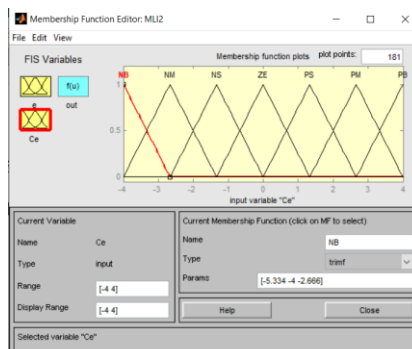 Membership Function Editor: MLI2
File Edit View
FIS Variables
Membership function plots
plot points:
181
f(u)
e
out
Ce
NB NM NS ZE PS PM PB
1
0.5
0
-4 -3 -2 -1 0 1 2 3 4
input variable "Ce"
Current Variable
Name Ce
Type input
Range [-4 4]
Display Range [-4 4]
Current Membership Function (click on MF to select)
Name NB
Type trimf
Params [-5.334 -4 -2.666]
Help Close
Selected variable "Ce"